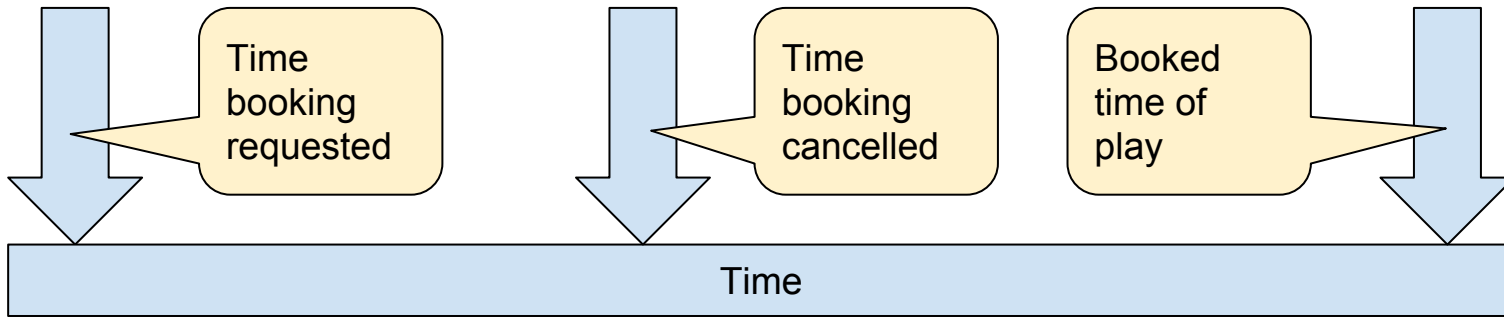 Time
booking
requested
Time
booking
cancelled
Booked
time of
play
Time